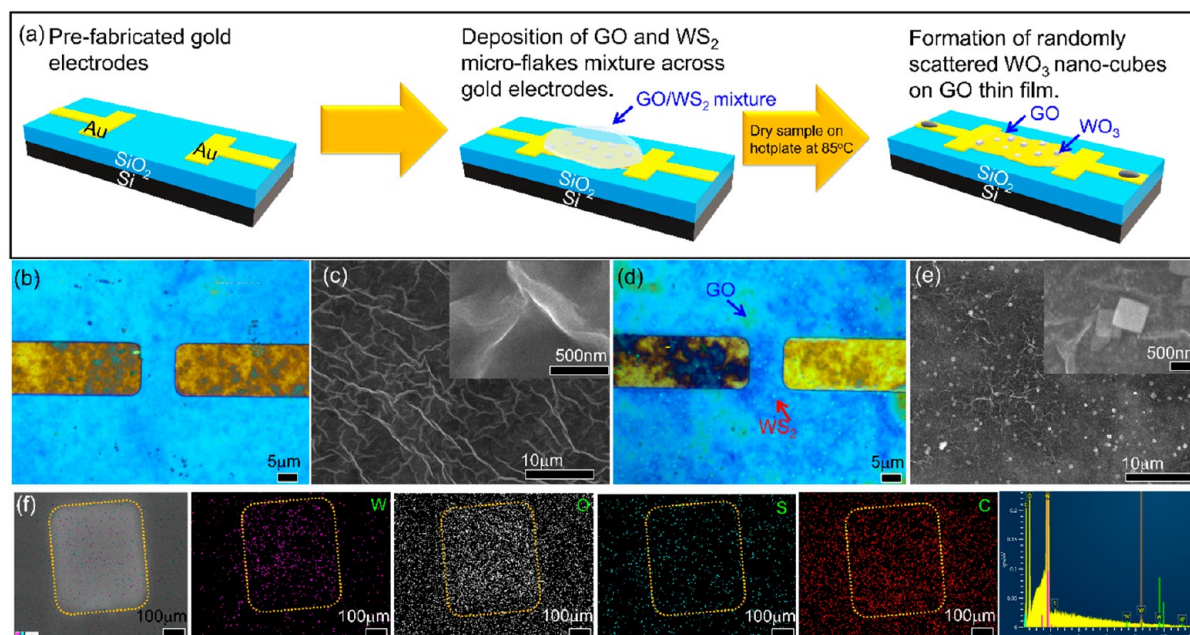 (a) Pre-fabricated gold
electrodes
Au
Au
SiO2
Si
Deposition of GO and WS2
micro-flakes mixture across
gold electrodes.
GO/WS2 mixture
SiO2
Si
Dry sample on
hotplate at 85ºC
Formation of randomly
scattered WO3 nano-cubes
on GO thin film.
GO
WO3
SiO2
Si
(b)
5μm
(c)
500nm
10μm
(d)
GO
WS2
5μm
(e)
500nm
10μm
(f)
100μm
W
100μm
O
100μm
S
100μm
C
100μm